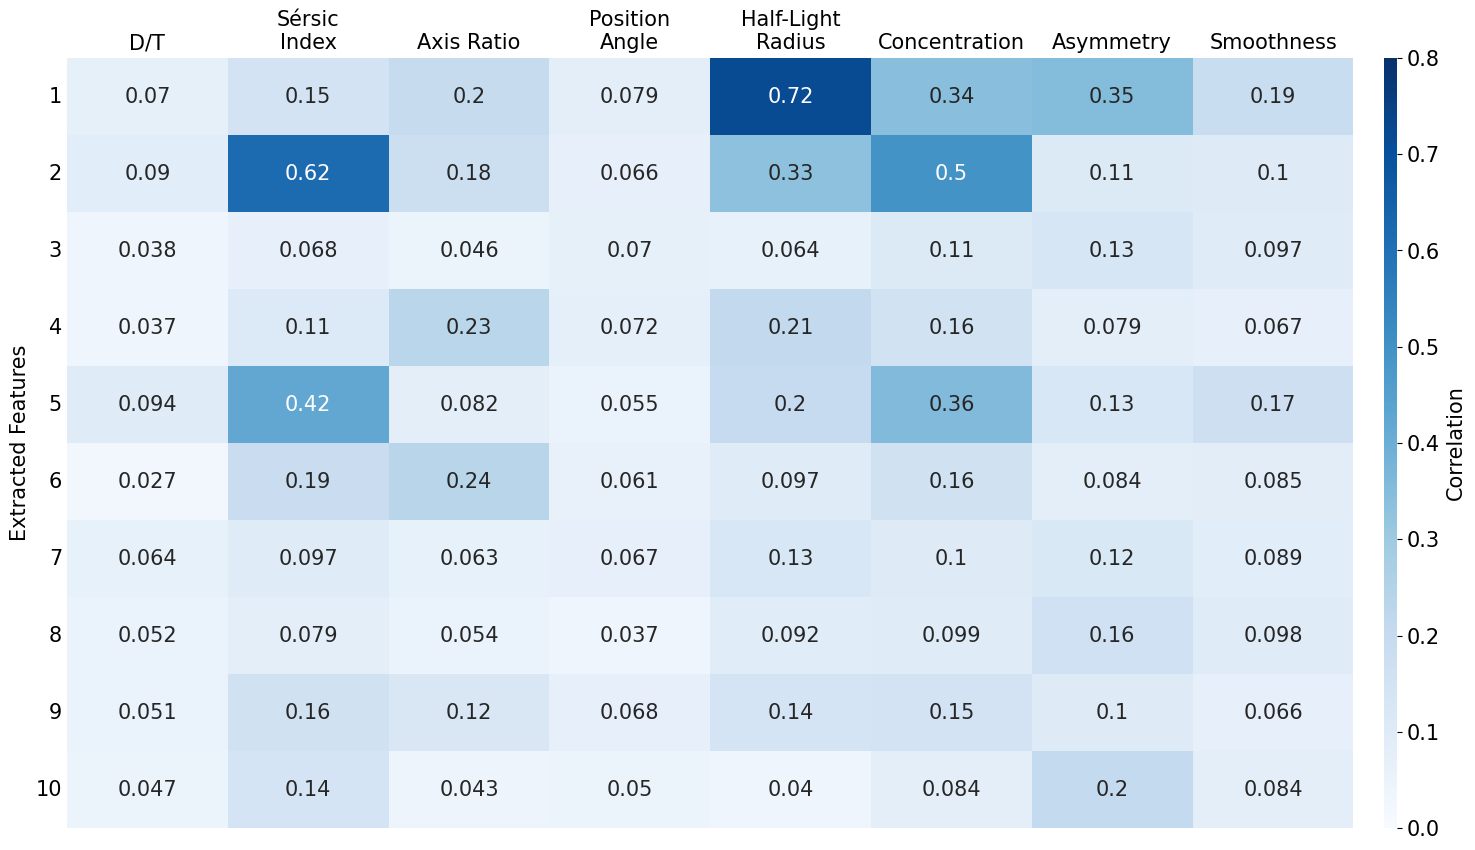 D/T Sérsic Index Axis Ratio Position Angle Half-Light Radius Concentration Asymmetry Smoothness
1 0.07 0.15 0.2 0.079 0.72 0.34 0.35 0.19
2 0.09 0.62 0.18 0.066 0.33 0.5 0.11 0.1
3 0.038 0.068 0.046 0.07 0.064 0.11 0.13 0.097
4 0.037 0.11 0.23 0.072 0.21 0.16 0.079 0.067
5 0.094 0.42 0.082 0.055 0.2 0.36 0.13 0.17
6 0.027 0.19 0.24 0.061 0.097 0.16 0.084 0.085
7 0.064 0.097 0.063 0.067 0.13 0.1 0.12 0.089
8 0.052 0.079 0.054 0.037 0.092 0.099 0.16 0.098
9 0.051 0.16 0.12 0.068 0.14 0.15 0.1 0.066
10 0.047 0.14 0.043 0.05 0.04 0.084 0.2 0.084
Extracted Features
0.8
0.7
0.6
0.5
0.4
0.3
0.2
0.1
0.0
Correlation